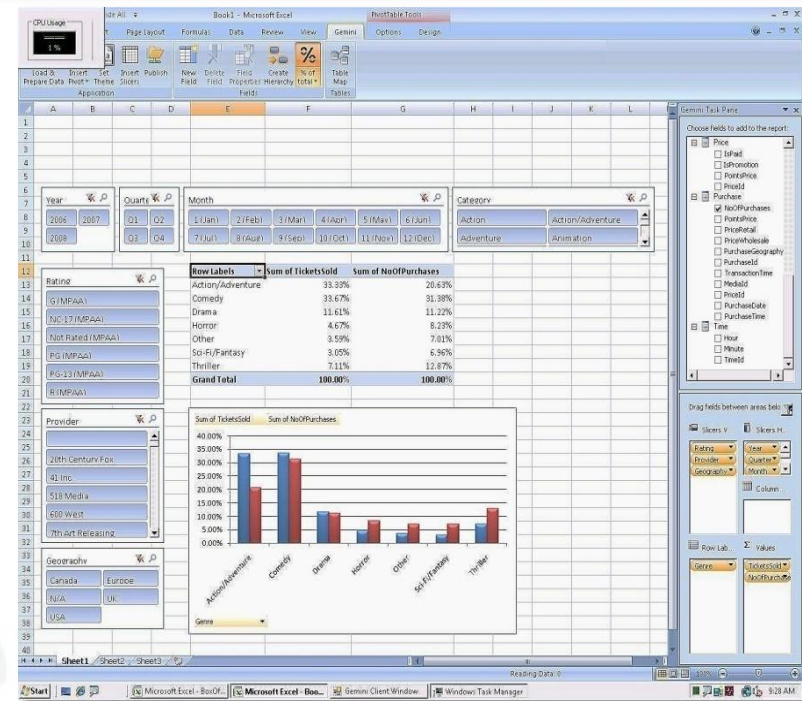 CPU Usage
1 %
ide All
Book1 - Microsoft Excel
PivotTable Tools
Page Layout Formulas Data Review View Gemini Options Design
Load & Prepare Data
Insert Pivot
Set Theme
Insert Slicers
Publish
New Field
Delete Field
Field Properties
Create Hierarchy
% of total
Table Map
Application
Fields
Tables
A B C D E F G H I J K L
Gemini Task Pane
Choose fields to add to the report:
Price
IsPaid
IsPromotion
PointsPrice
PriceId
Purchase
NoOfPurchases
PointsPrice
PriceRetail
PriceWholesale
PurchaseGeography
PurchaseId
TransactionTime
MediaId
PriceId
PurchaseDate
PurchaseTime
Time
Hour
Minute
TimeId
Year
2006 2007
2008
Quarte
Q1 Q2
Q3 Q4
Month
1 (Jan) 2 (Feb) 3 (Mar) 4 (Apr) 5 (May) 6 (Jun)
7 (Jul) 8 (Aug) 9 (Sep) 10 (Oct) 11 (Nov) 12 (Dec)
Category
Action Action/Adventure
Adventure Animation
Rating
G (MPAA)
NC-17 (MPAA)
Not Rated (MPAA)
PG (MPAA)
PG-13 (MPAA)
R (MPAA)
Row Labels Sum of TicketsSold Sum of NoOfPurchases
Action/Adventure 33.33% 20.63%
Comedy 33.67% 31.38%
Drama 11.61% 11.22%
Horror 4.67% 8.23%
Other 3.59% 7.01%
Sci-Fi/Fantasy 3.05% 6.96%
Thriller 7.11% 12.87%
Grand Total 100.00% 100.00%
Provider
20th Century Fox
41 Inc.
518 Media
600 West
7th Art Releasing
Geography
Canada Europe
N/A UK
USA
Sum of TicketsSold Sum of NoOfPurchases
40.00%
35.00%
30.00%
25.00%
20.00%
15.00%
10.00%
5.00%
0.00%
Action/Adventure Comedy Drama Horror Other Sci-Fi/Fantasy Thriller
Genre
Drag fields between areas belo
Slicers V Slicers H..
Rating Year
Provider Quarter
Geography Month
Column
Row Lab... Σ Values
Genre TicketsSold
NoOfPurchase
Sheet1 Sheet2 Sheet3
Reading Data: 0
100%
Start
Microsoft Excel - BoxOf...
Microsoft Excel - Boo...
Gemini Client Window
Windows Task Manager
9:28 AM